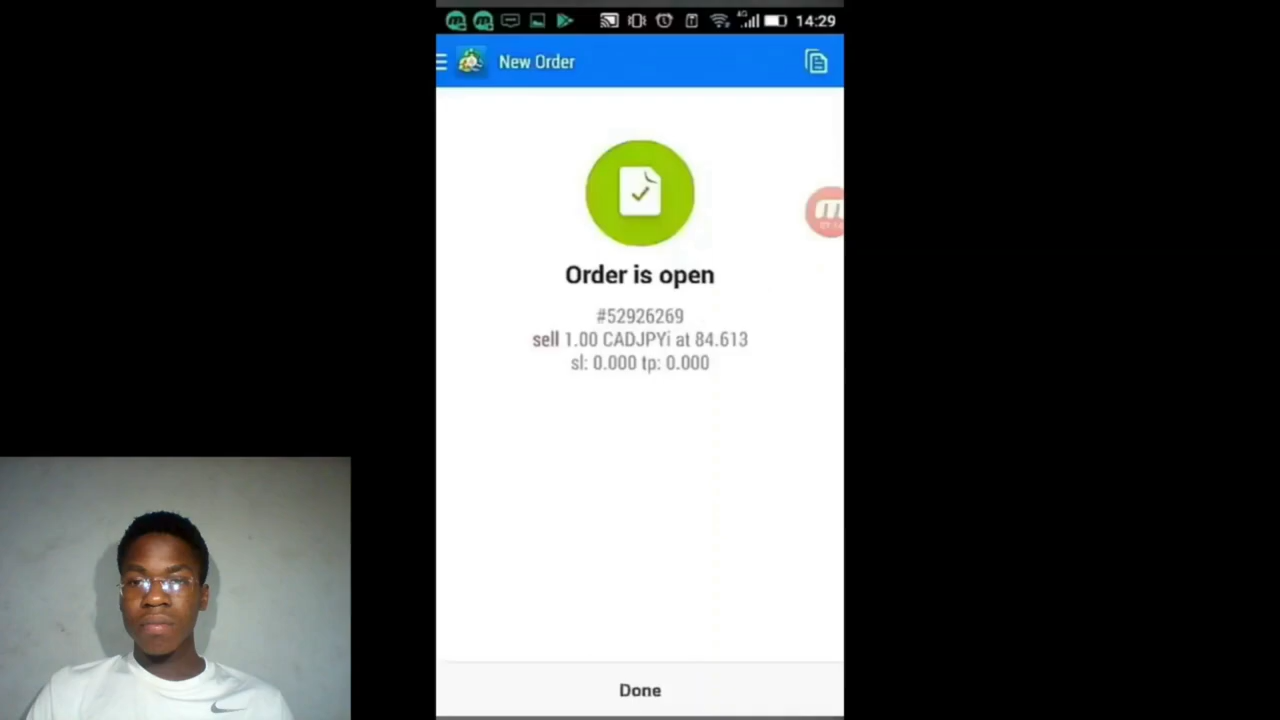 4G 14:29
New Order
Order is open
#52926269
sell 1.00 CADJPYi at 84.613
sl: 0.000 tp: 0.000
Done